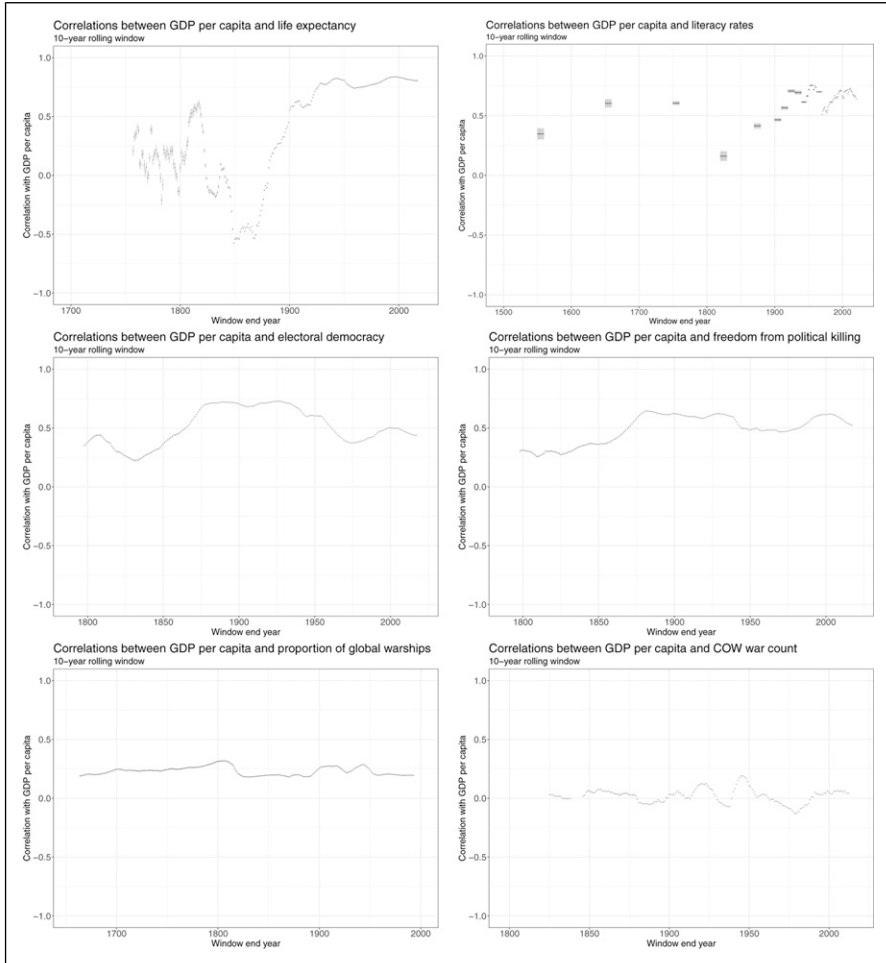 Correlations between GDP per capita and life expectancy
10−year rolling window
1.0
0.5
0.0
−0.5
−1.0
Correlation with GDP per capita
1700 1800 1900 2000
Window end year
Correlations between GDP per capita and literacy rates
10−year rolling window
1.0
0.5
0.0
−0.5
−1.0
Correlation with GDP per capita
1500 1600 1700 1800 1900 2000
Window end year
Correlations between GDP per capita and electoral democracy
10−year rolling window
1.0
0.5
0.0
−0.5
−1.0
Correlation with GDP per capita
1800 1850 1900 1950 2000
Window end year
Correlations between GDP per capita and freedom from political killing
10−year rolling window
1.0
0.5
0.0
−0.5
−1.0
Correlation with GDP per capita
1800 1850 1900 1950 2000
Window end year
Correlations between GDP per capita and proportion of global warships
10−year rolling window
1.0
0.5
0.0
−0.5
−1.0
Correlation with GDP per capita
1700 1800 1900 2000
Window end year
Correlations between GDP per capita and COW war count
10−year rolling window
1.0
0.5
0.0
−0.5
−1.0
Correlation with GDP per capita
1800 1850 1900 1950 2000
Window end year